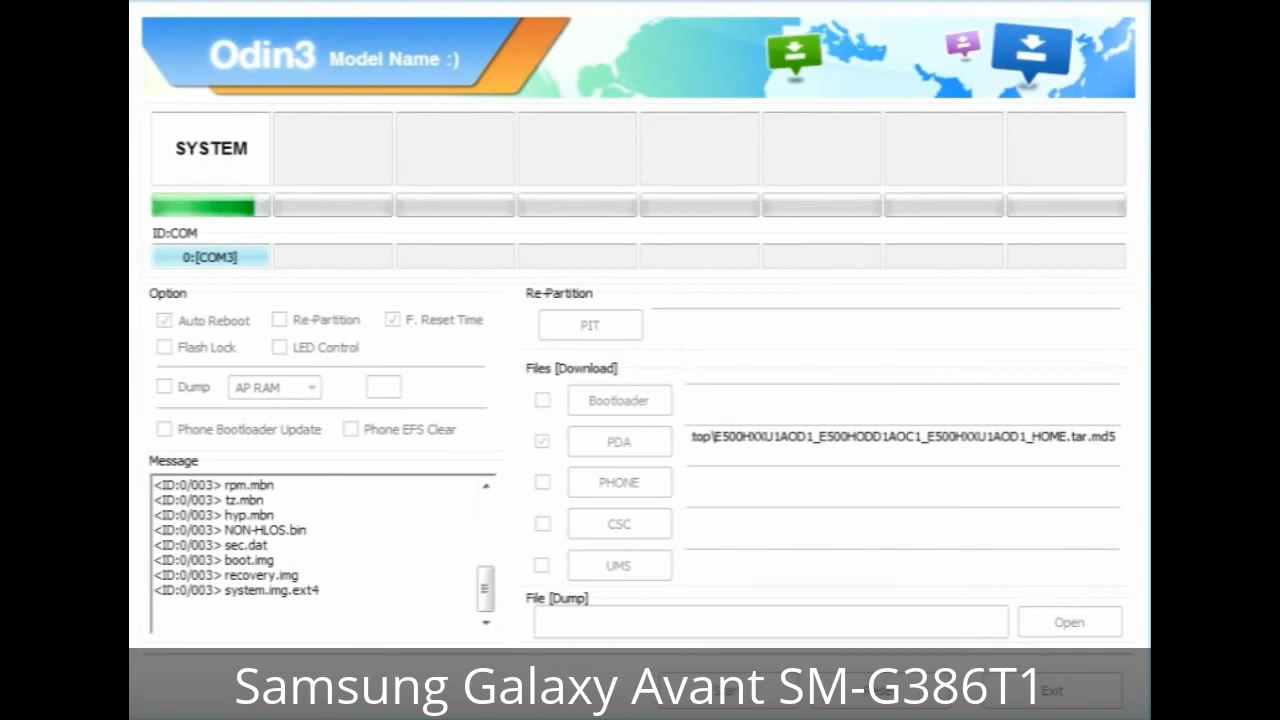 Odin3 Model Name :)
SYSTEM
ID:COM
0:[COM3]
Option
Auto Reboot
Re-Partition
F. Reset Time
Flash Lock
LED Control
Dump
AP RAM
Phone Bootloader Update
Phone EFS Clear
Message
<ID:0/003> rpm.mbn
<ID:0/003> tz.mbn
<ID:0/003> hyp.mbn
<ID:0/003> NON-HLOS.bin
<ID:0/003> sec.dat
<ID:0/003> boot.img
<ID:0/003> recovery.img
<ID:0/003> system.img.ext4
Re-Partition
PIT
Files [Download]
Bootloader
PDA
top\E500HXXU1AOD1_E500HODD1AOC1_E500HXXU1AOD1_HOME.tar.md5
PHONE
CSC
UMS
File [Dump]
Open
Exit
Samsung Galaxy Avant SM-G386T1